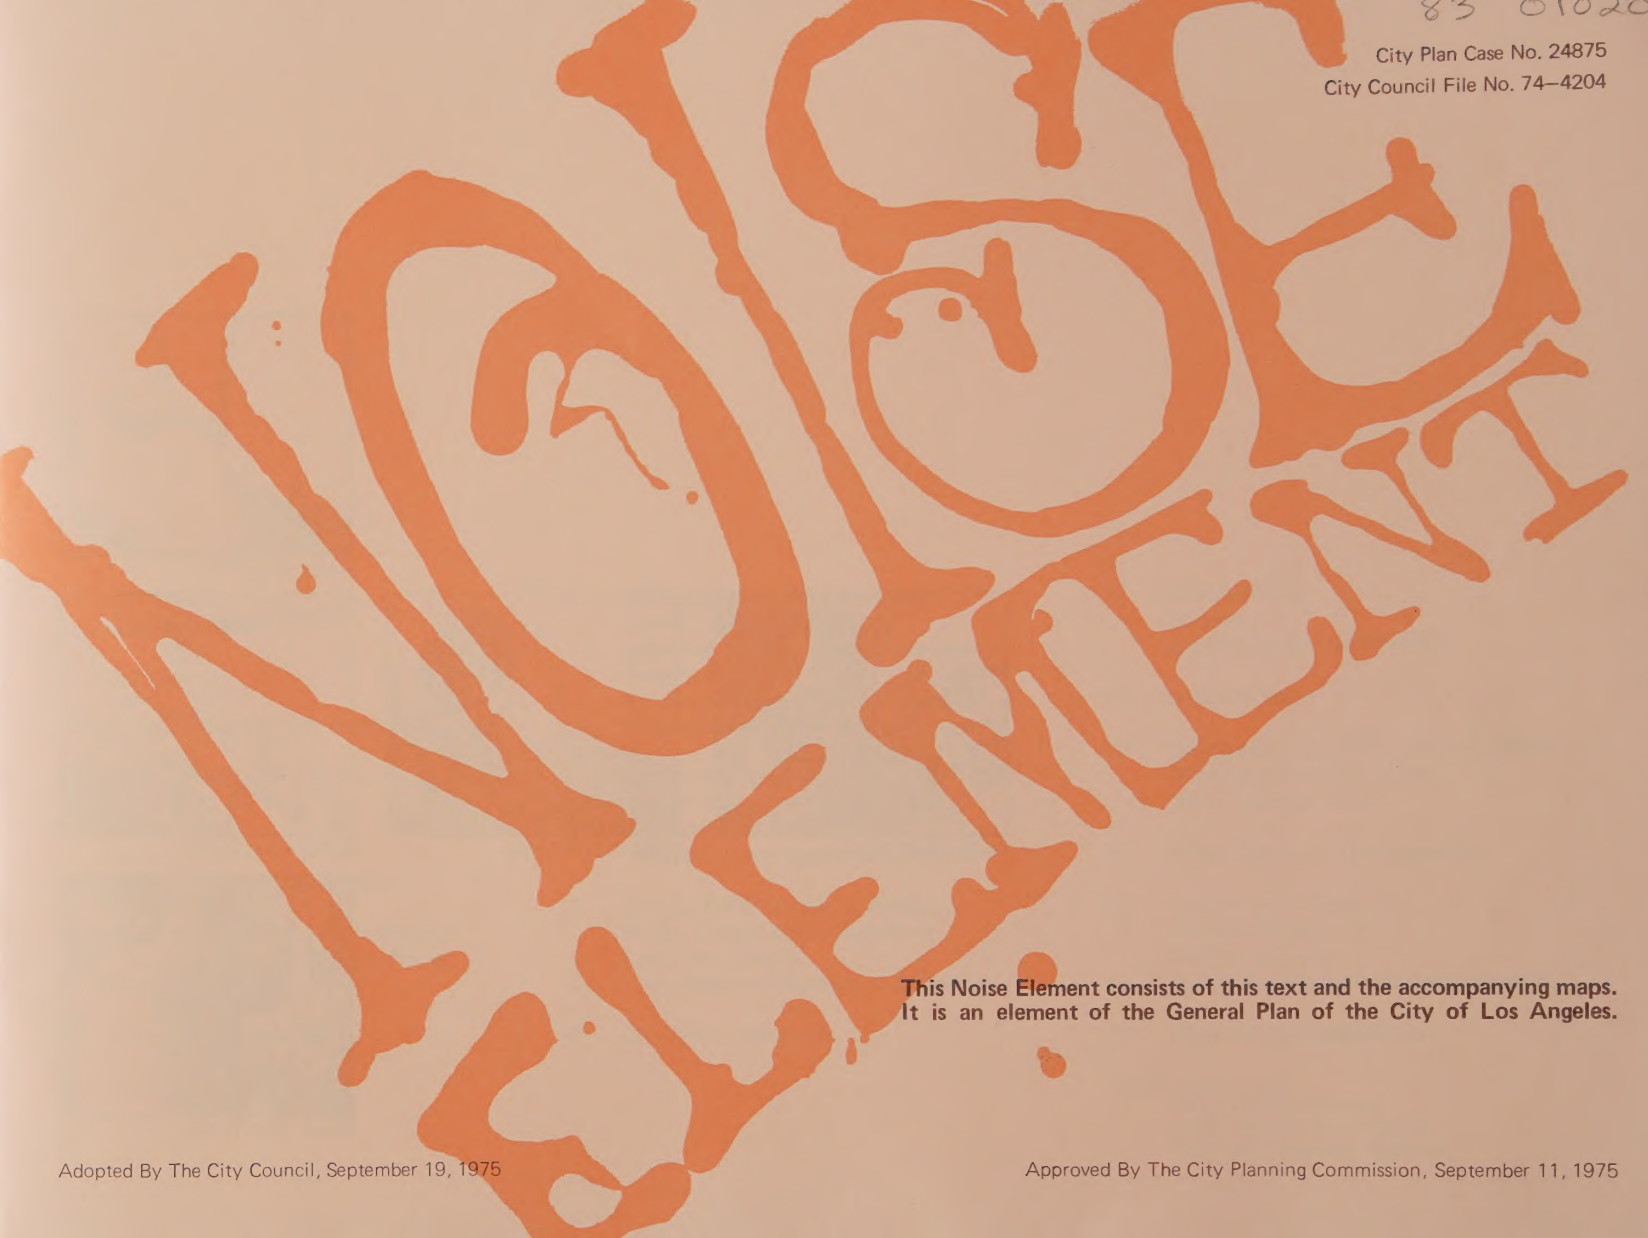 83 01020
City Plan Case No. 24875
City Council File No. 74–4204
NOISE
ELEMENT
This Noise Element consists of this text and the accompanying maps.
It is an element of the General Plan of the City of Los Angeles.
Adopted By The City Council, September 19, 1975
Approved By The City Planning Commission, September 11, 1975